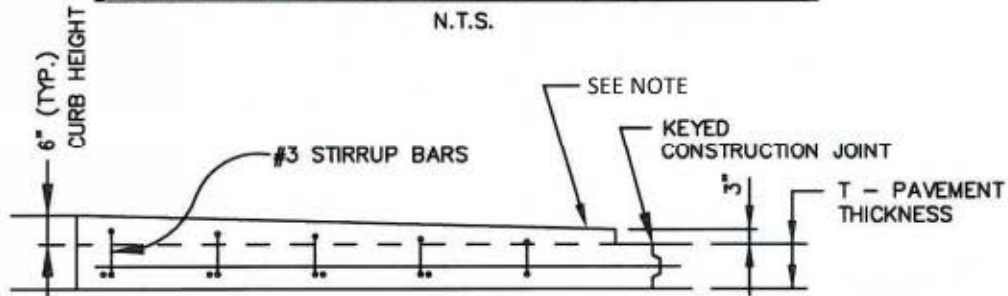 N.T.S.
6" (TYP.)
CURB HEIGHT
SEE NOTE
KEYED
CONSTRUCTION JOINT
#3 STIRRUP BARS
3"
T - PAVEMENT
THICKNESS